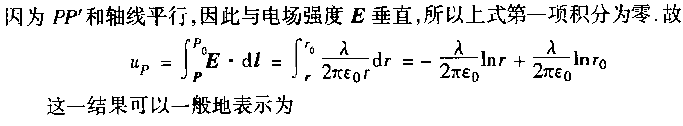 因为 PP′和轴线平行,因此与电场强度 E 垂直,所以上式第一项积分为零.故
u_P = ∫_P^{P_0} E · dl = ∫_r^{r_0} λ/(2πε_0 r) dr = − λ/(2πε_0) ln r + λ/(2πε_0) ln r_0
这一结果可以一般地表示为